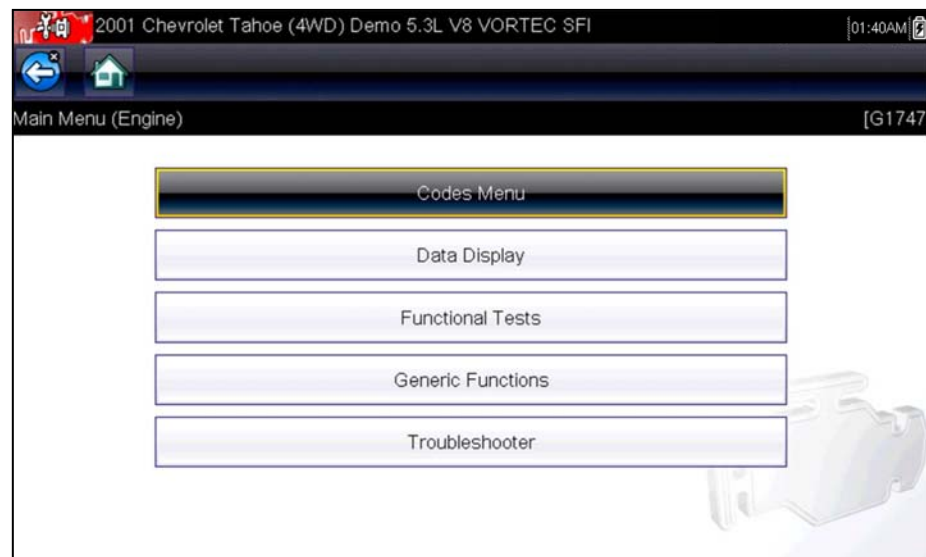 2001 Chevrolet Tahoe (4WD) Demo 5.3L V8 VORTEC SFI 01:40AM
Main Menu (Engine) [G1747
Codes Menu
Data Display
Functional Tests
Generic Functions
Troubleshooter